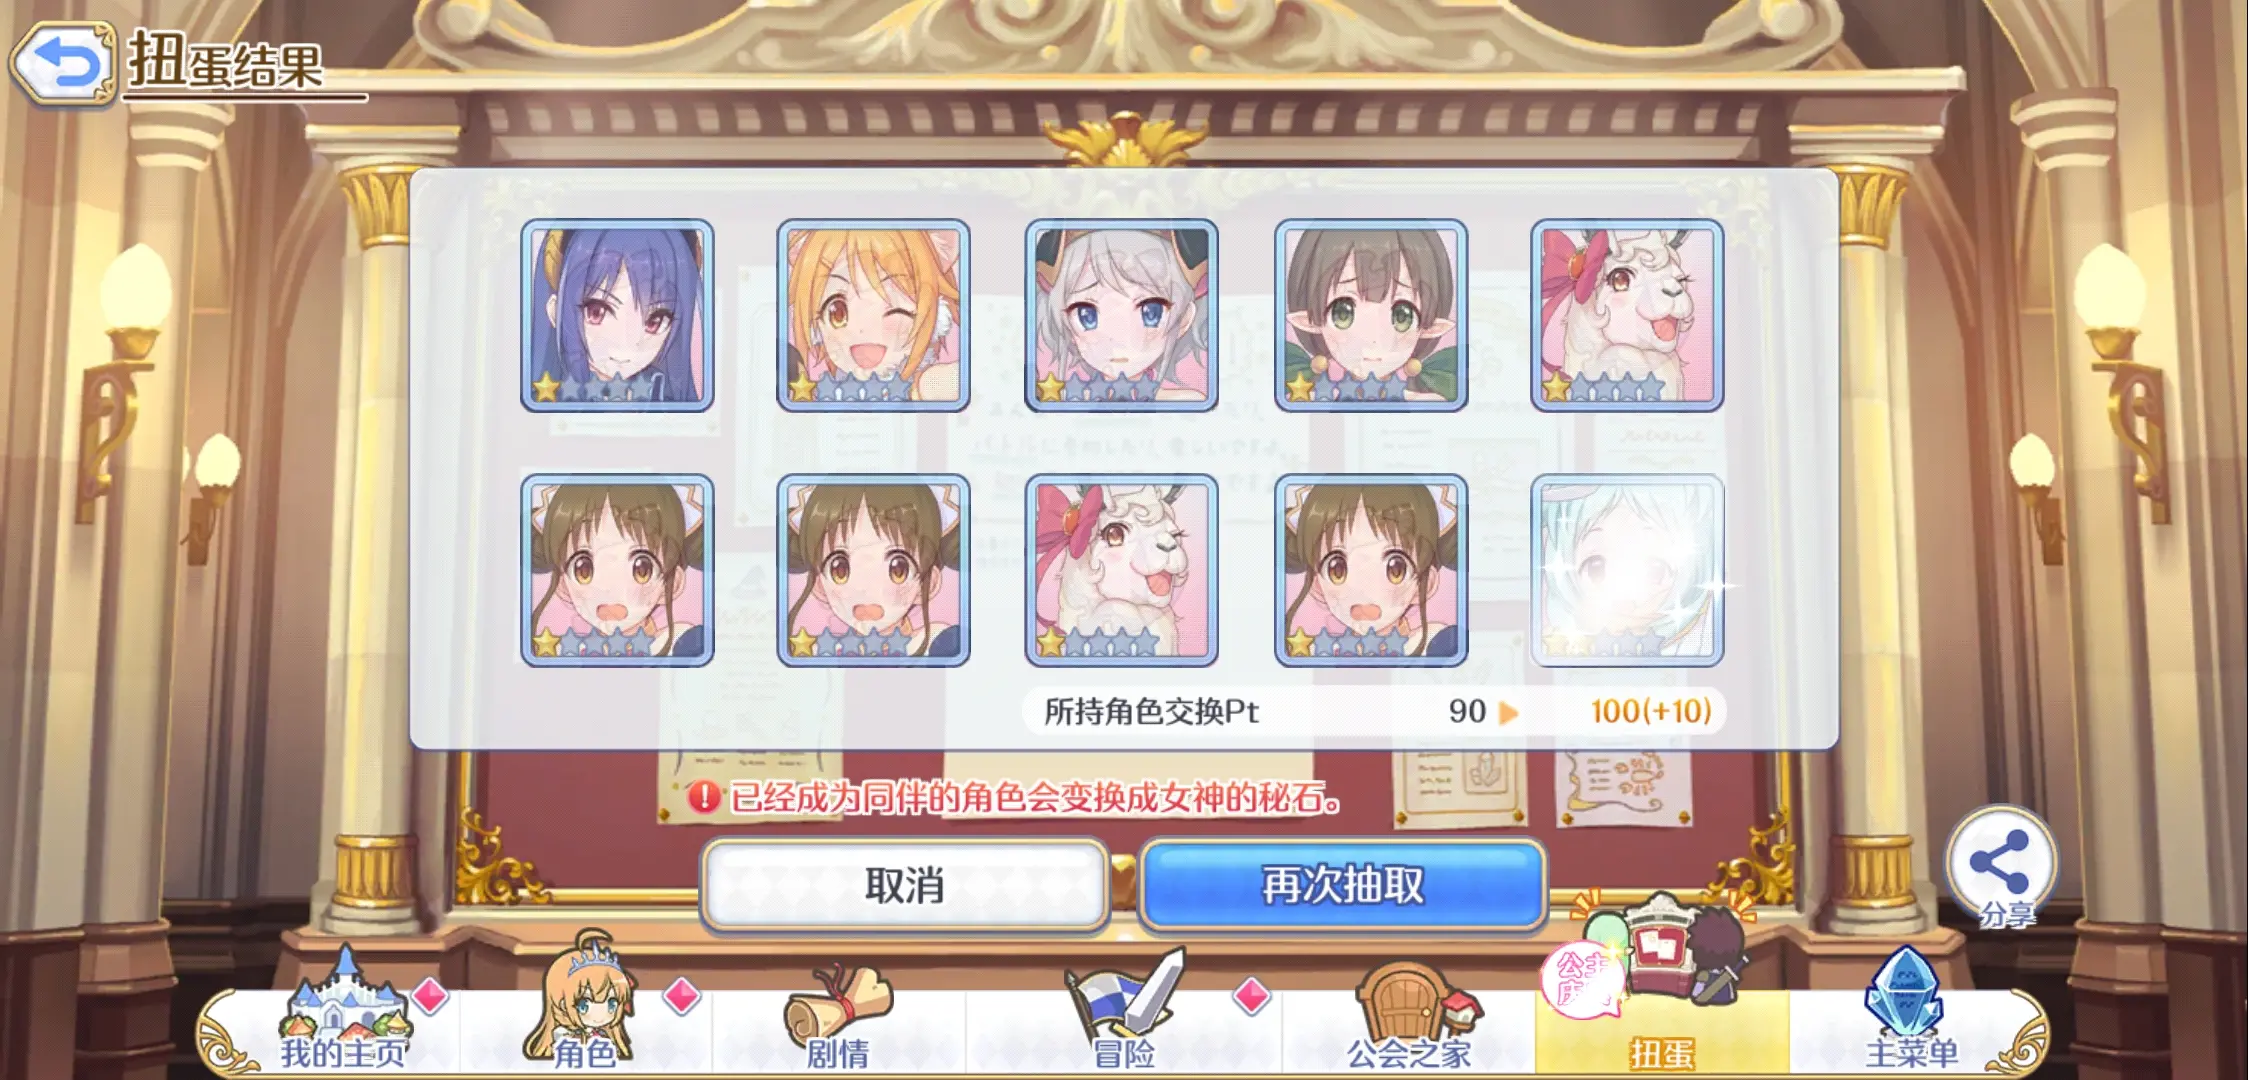 扭蛋结果
所持角色交换Pt 90 100(+10)
已经成为同伴的角色会变换成女神的秘石。
取消
再次抽取
分享
我的主页
角色
剧情
冒险
公会之家
扭蛋
主菜单